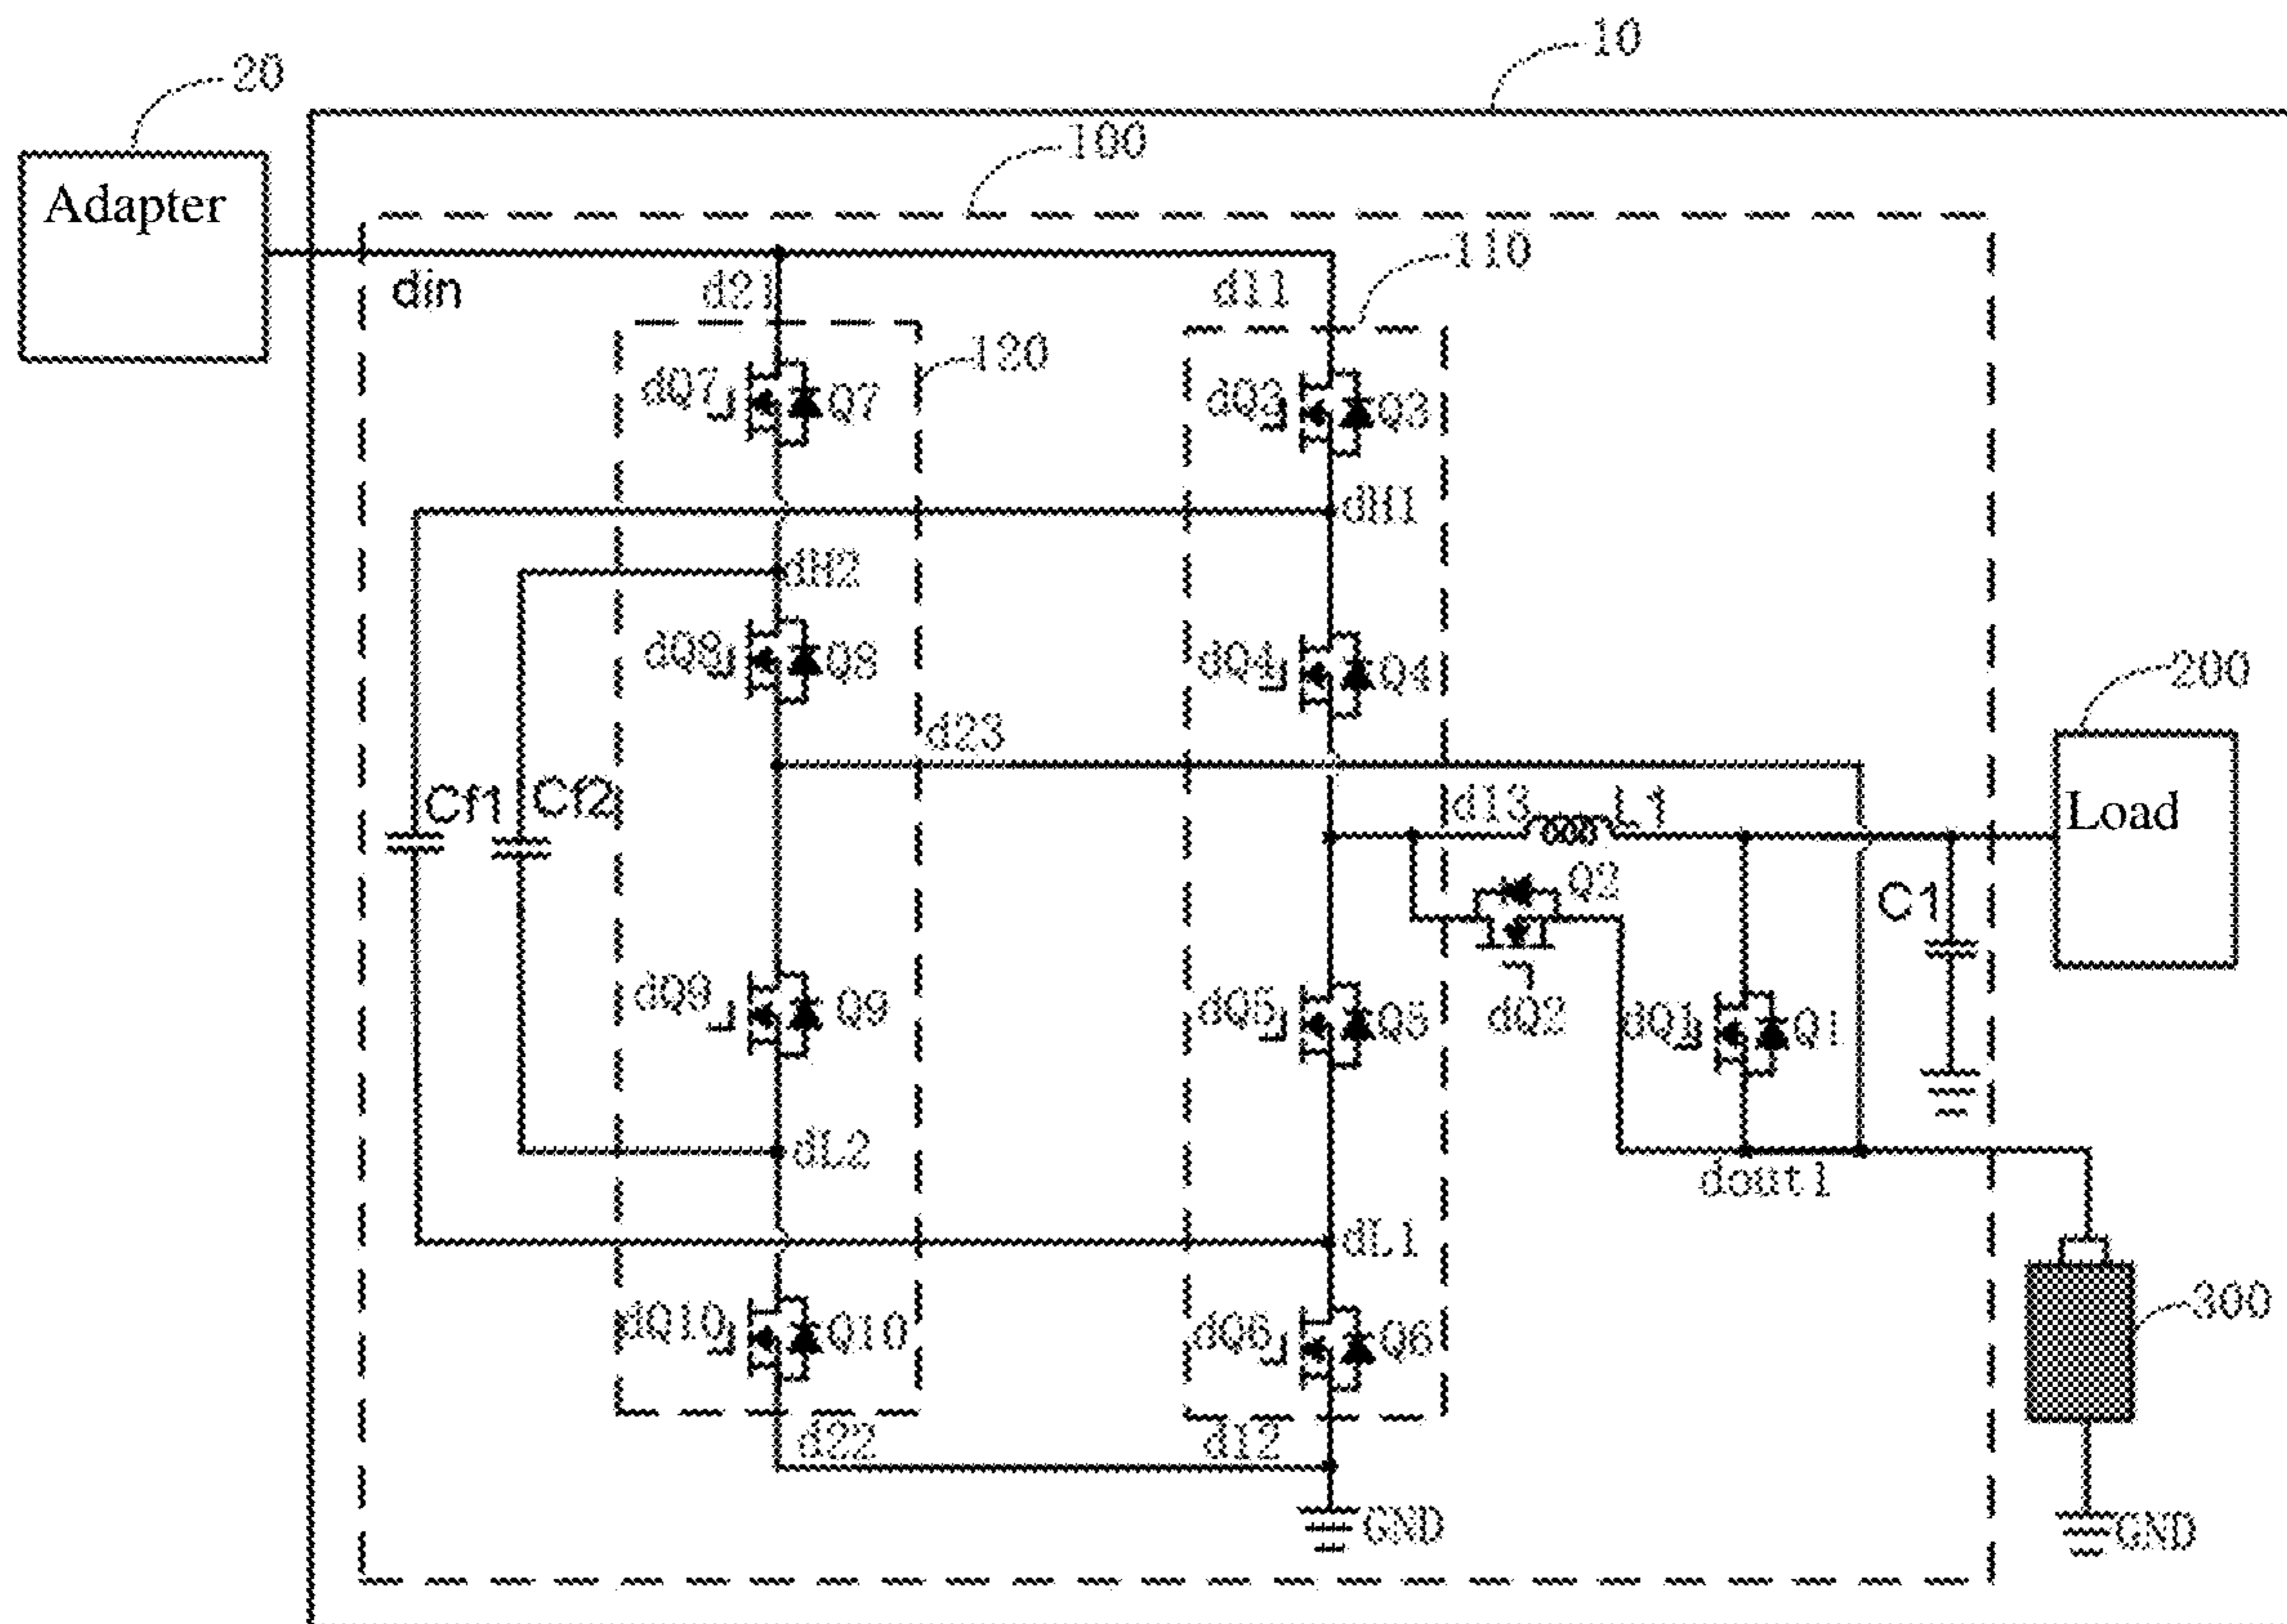 10
20
100
Adapter
110
din
d21
d11
120
dQ7
Q7
dQ3
Q3
dH1
dH2
dQ8
Q8
dQ4
Q4
200
d23
Cf1
Cf2
d13
L1
Load
Q2
C1
dQ9
Q9
dQ5
Q5
dQ2
dQ1
Q1
dL2
dout1
dL1
dQ10
Q10
dQ6
Q6
300
d22
d12
GND
GND